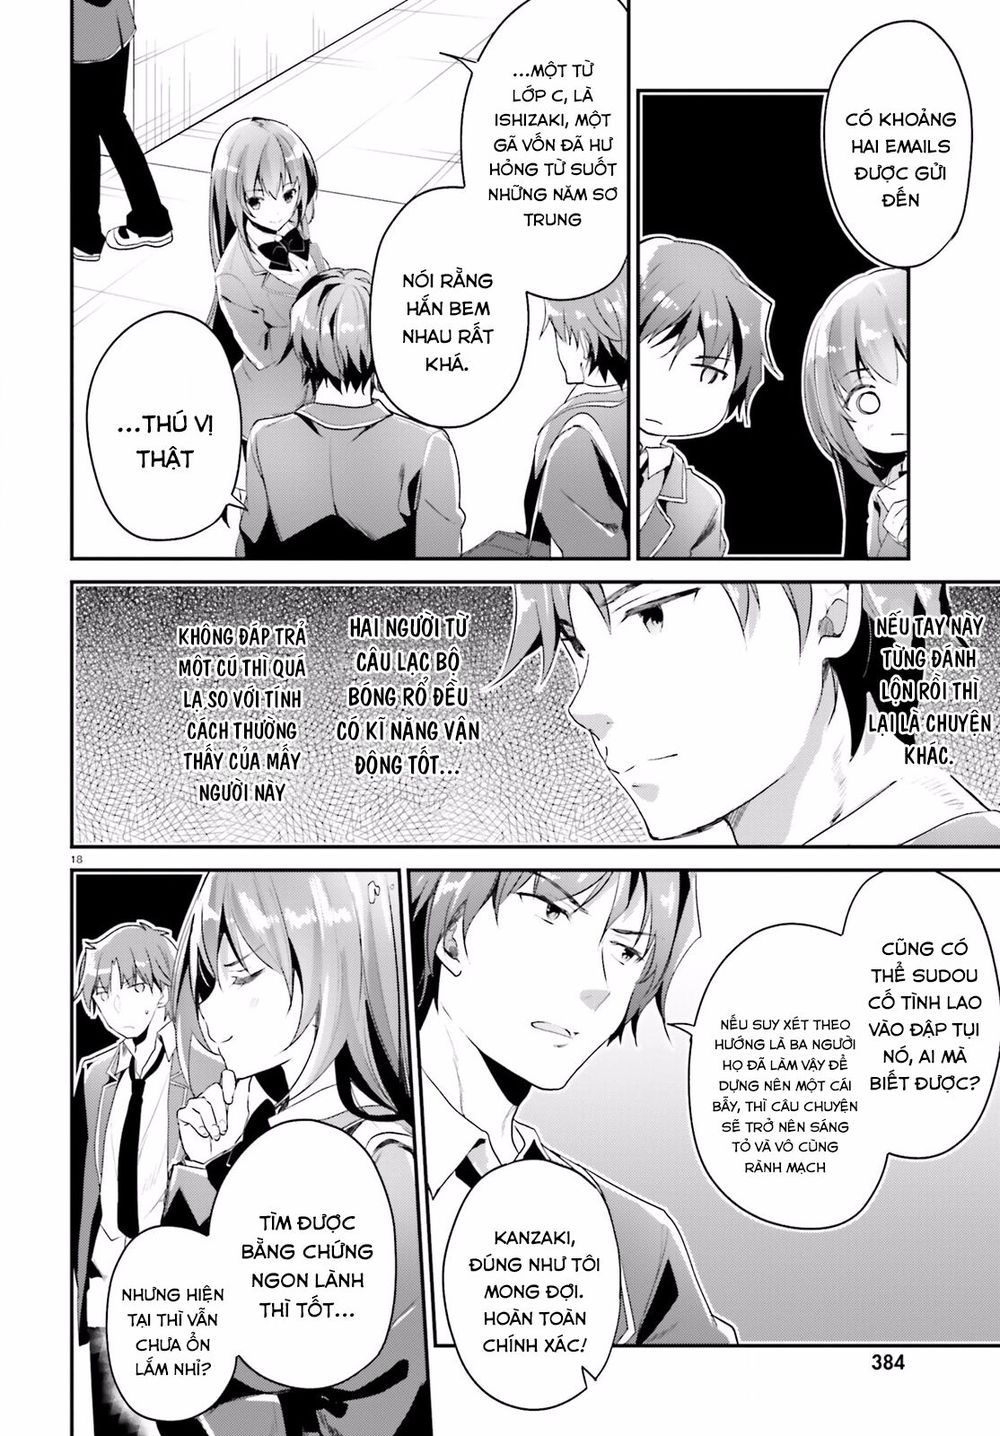 CÓ KHOẢNG
HAI EMAILS
ĐƯỢC GỬI
ĐẾN
...MỘT TỪ
LỚP C, LÀ
ISHIZAKI, MỘT
GÃ VỐN ĐÃ HƯ
HỎNG TỪ SUỐT
NHỮNG NĂM SƠ
TRUNG
NÓI RẰNG
HẮN BEM
NHAU RẤT
KHÁ.
...THÚ VỊ
THẬT
NẾU TAY NÀY
TỪNG ĐÁNH
LỘN RỒI THÌ
LẠI LÀ CHUYỆN
KHÁC.
HAI NGƯỜI TỪ
CÂU LẠC BỘ
BÓNG RỔ ĐỀU
CÓ KĨ NĂNG VẬN
ĐỘNG TỐT...
KHÔNG ĐÁP TRẢ
MỘT CÚ THÌ QUÁ
LẠ SO VỚI TÍNH
CÁCH THƯỜNG
THẤY CỦA MẤY
NGƯỜI NÀY
18
CŨNG CÓ
THỂ SUDOU
CỐ TÌNH LAO
VÀO ĐẬP TỤI
NÓ, AI MÀ
BIẾT ĐƯỢC?
NẾU SUY XÉT THEO
HƯỚNG LÀ BA NGƯỜI
HỌ ĐÃ LÀM VẬY ĐỂ
DỰNG NÊN MỘT CÁI
BẪY, THÌ CÂU CHUYỆN
SẼ TRỞ NÊN SÁNG
TỎ VÀ VÔ CÙNG
RÀNH MẠCH
KANZAKI,
ĐÚNG NHƯ TÔI
MONG ĐỢI.
HOÀN TOÀN
CHÍNH XÁC!
TÌM ĐƯỢC
BẰNG CHỨNG
NGON LÀNH
THÌ TỐT...
NHƯNG HIỆN
TẠI THÌ VẪN
CHƯA ỔN
LẮM NHỈ?
384